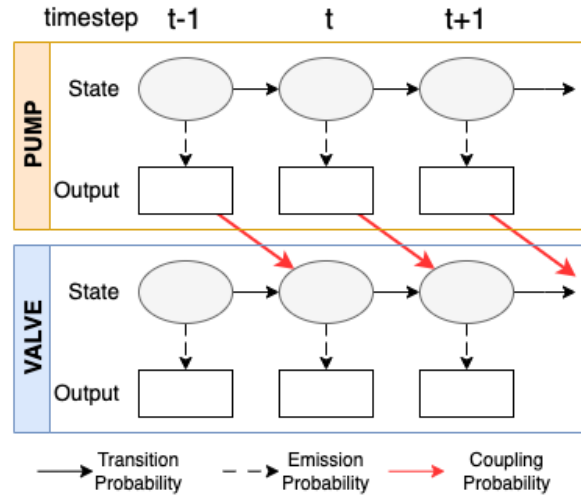 timestep t-1 t t+1
PUMP
State
Output
VALVE
State
Output
Transition Probability
Emission Probability
Coupling Probability